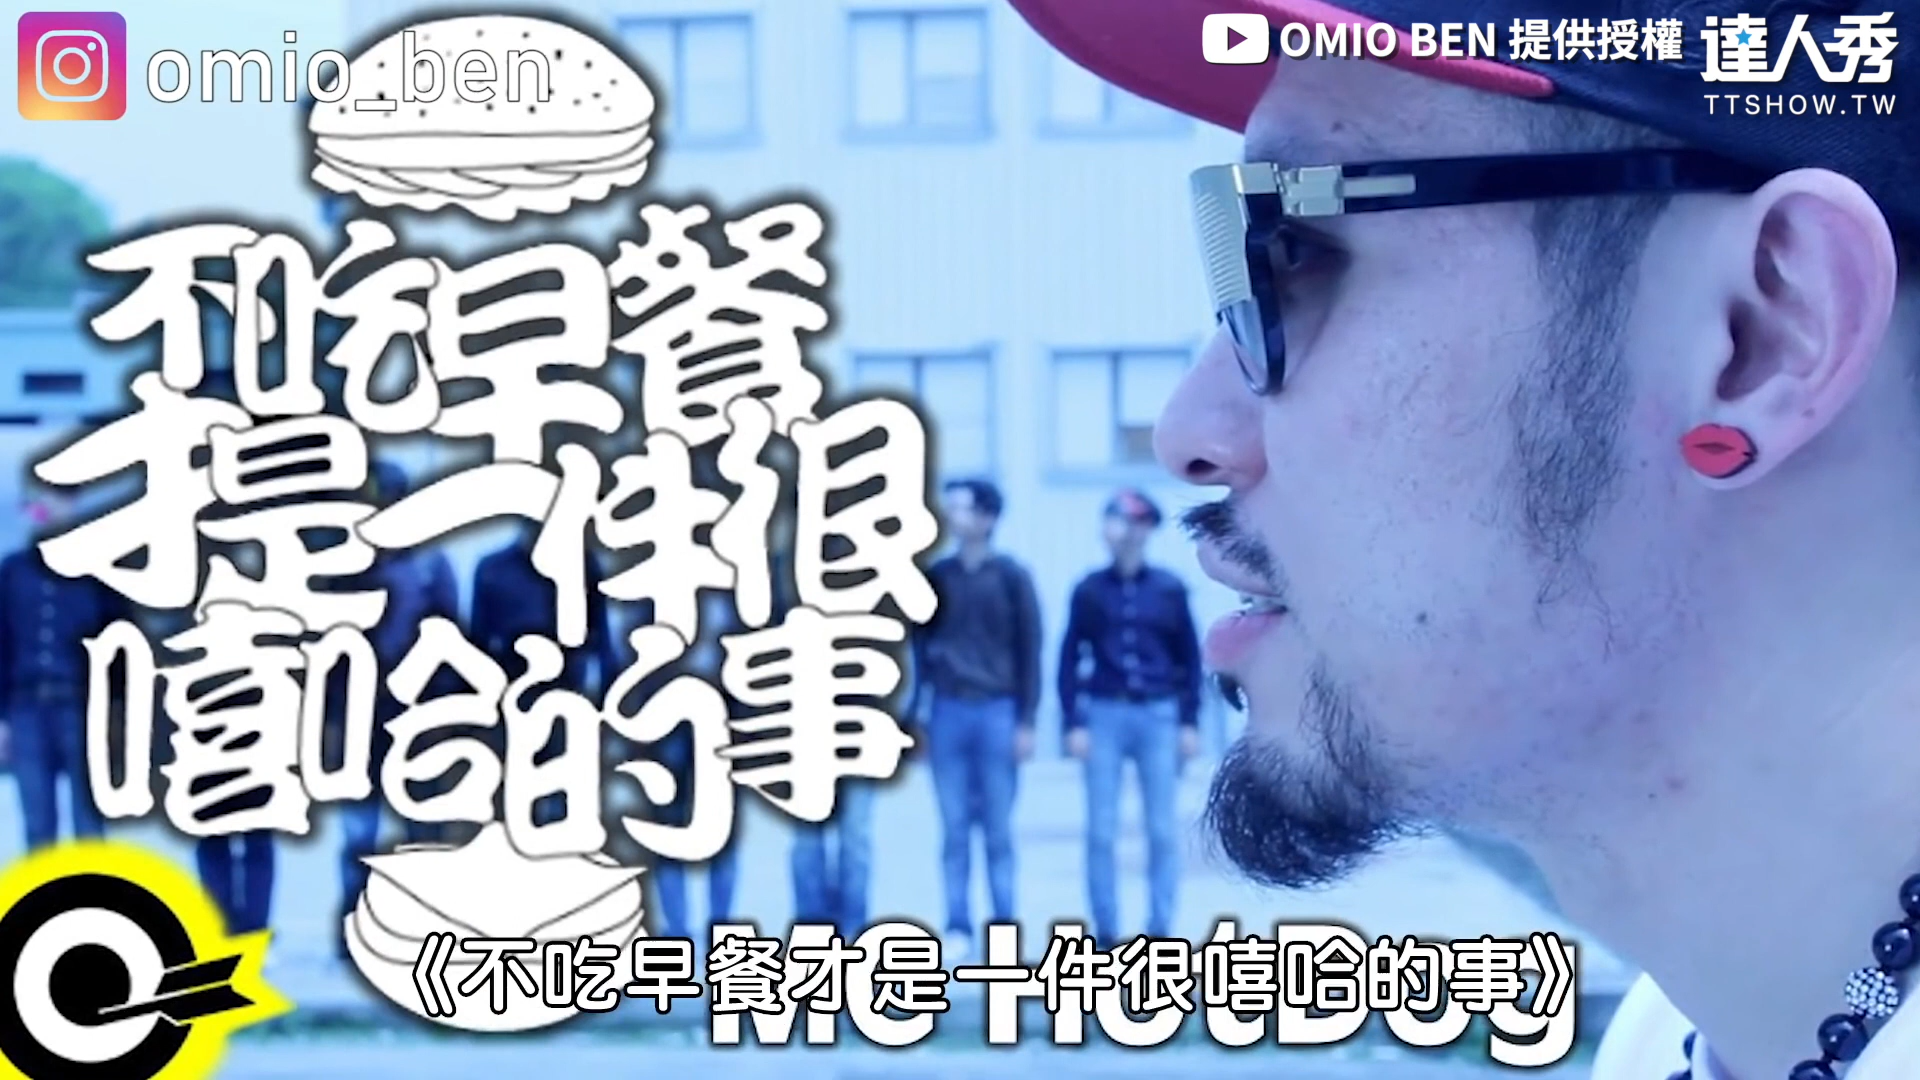 omio_ben
OMIO BEN 提供授權
達人秀
TTSHOW.TW
不吃早餐
才是一件很
嘻哈的事
MC HotDog
《不吃早餐才是一件很嘻哈的事》